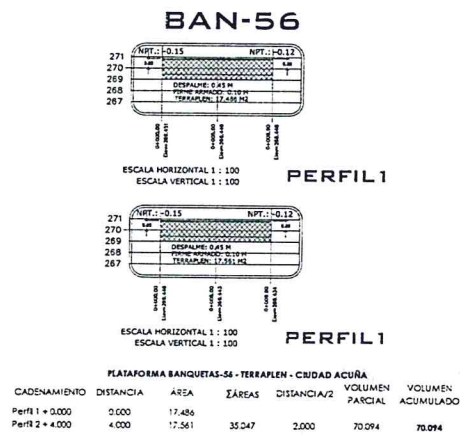 BAN-56
NPT.: -0.15 NPT.: -0.12
271
270
269
268
267
DESPALME: 0.45 M
FIRME ARMADO: 0.10 M
TERRAPLEN: 17.486 M2
ESCALA HORIZONTAL 1 : 100
ESCALA VERTICAL 1 : 100
PERFIL1
NPT.: -0.15 NPT.: -0.12
271
270
269
268
267
DESPALME: 0.45 M
FIRME ARMADO: 0.10 M
TERRAPLEN: 17.561 M2
ESCALA HORIZONTAL 1 : 100
ESCALA VERTICAL 1 : 100
PERFIL1
PLATAFORMA BANQUETAS-56 - TERRAPLEN - CIUDAD ACUÑA
CADENAMIENTO DISTANCIA ÁREA ΣÁREAS DISTANCIA/2 VOLUMEN PARCIAL VOLUMEN ACUMULADO
Perfil 1 + 0.000 0.000 17.486
Perfil 2 + 4.000 4.000 17.561 35.047 2.000 70.094 70.094